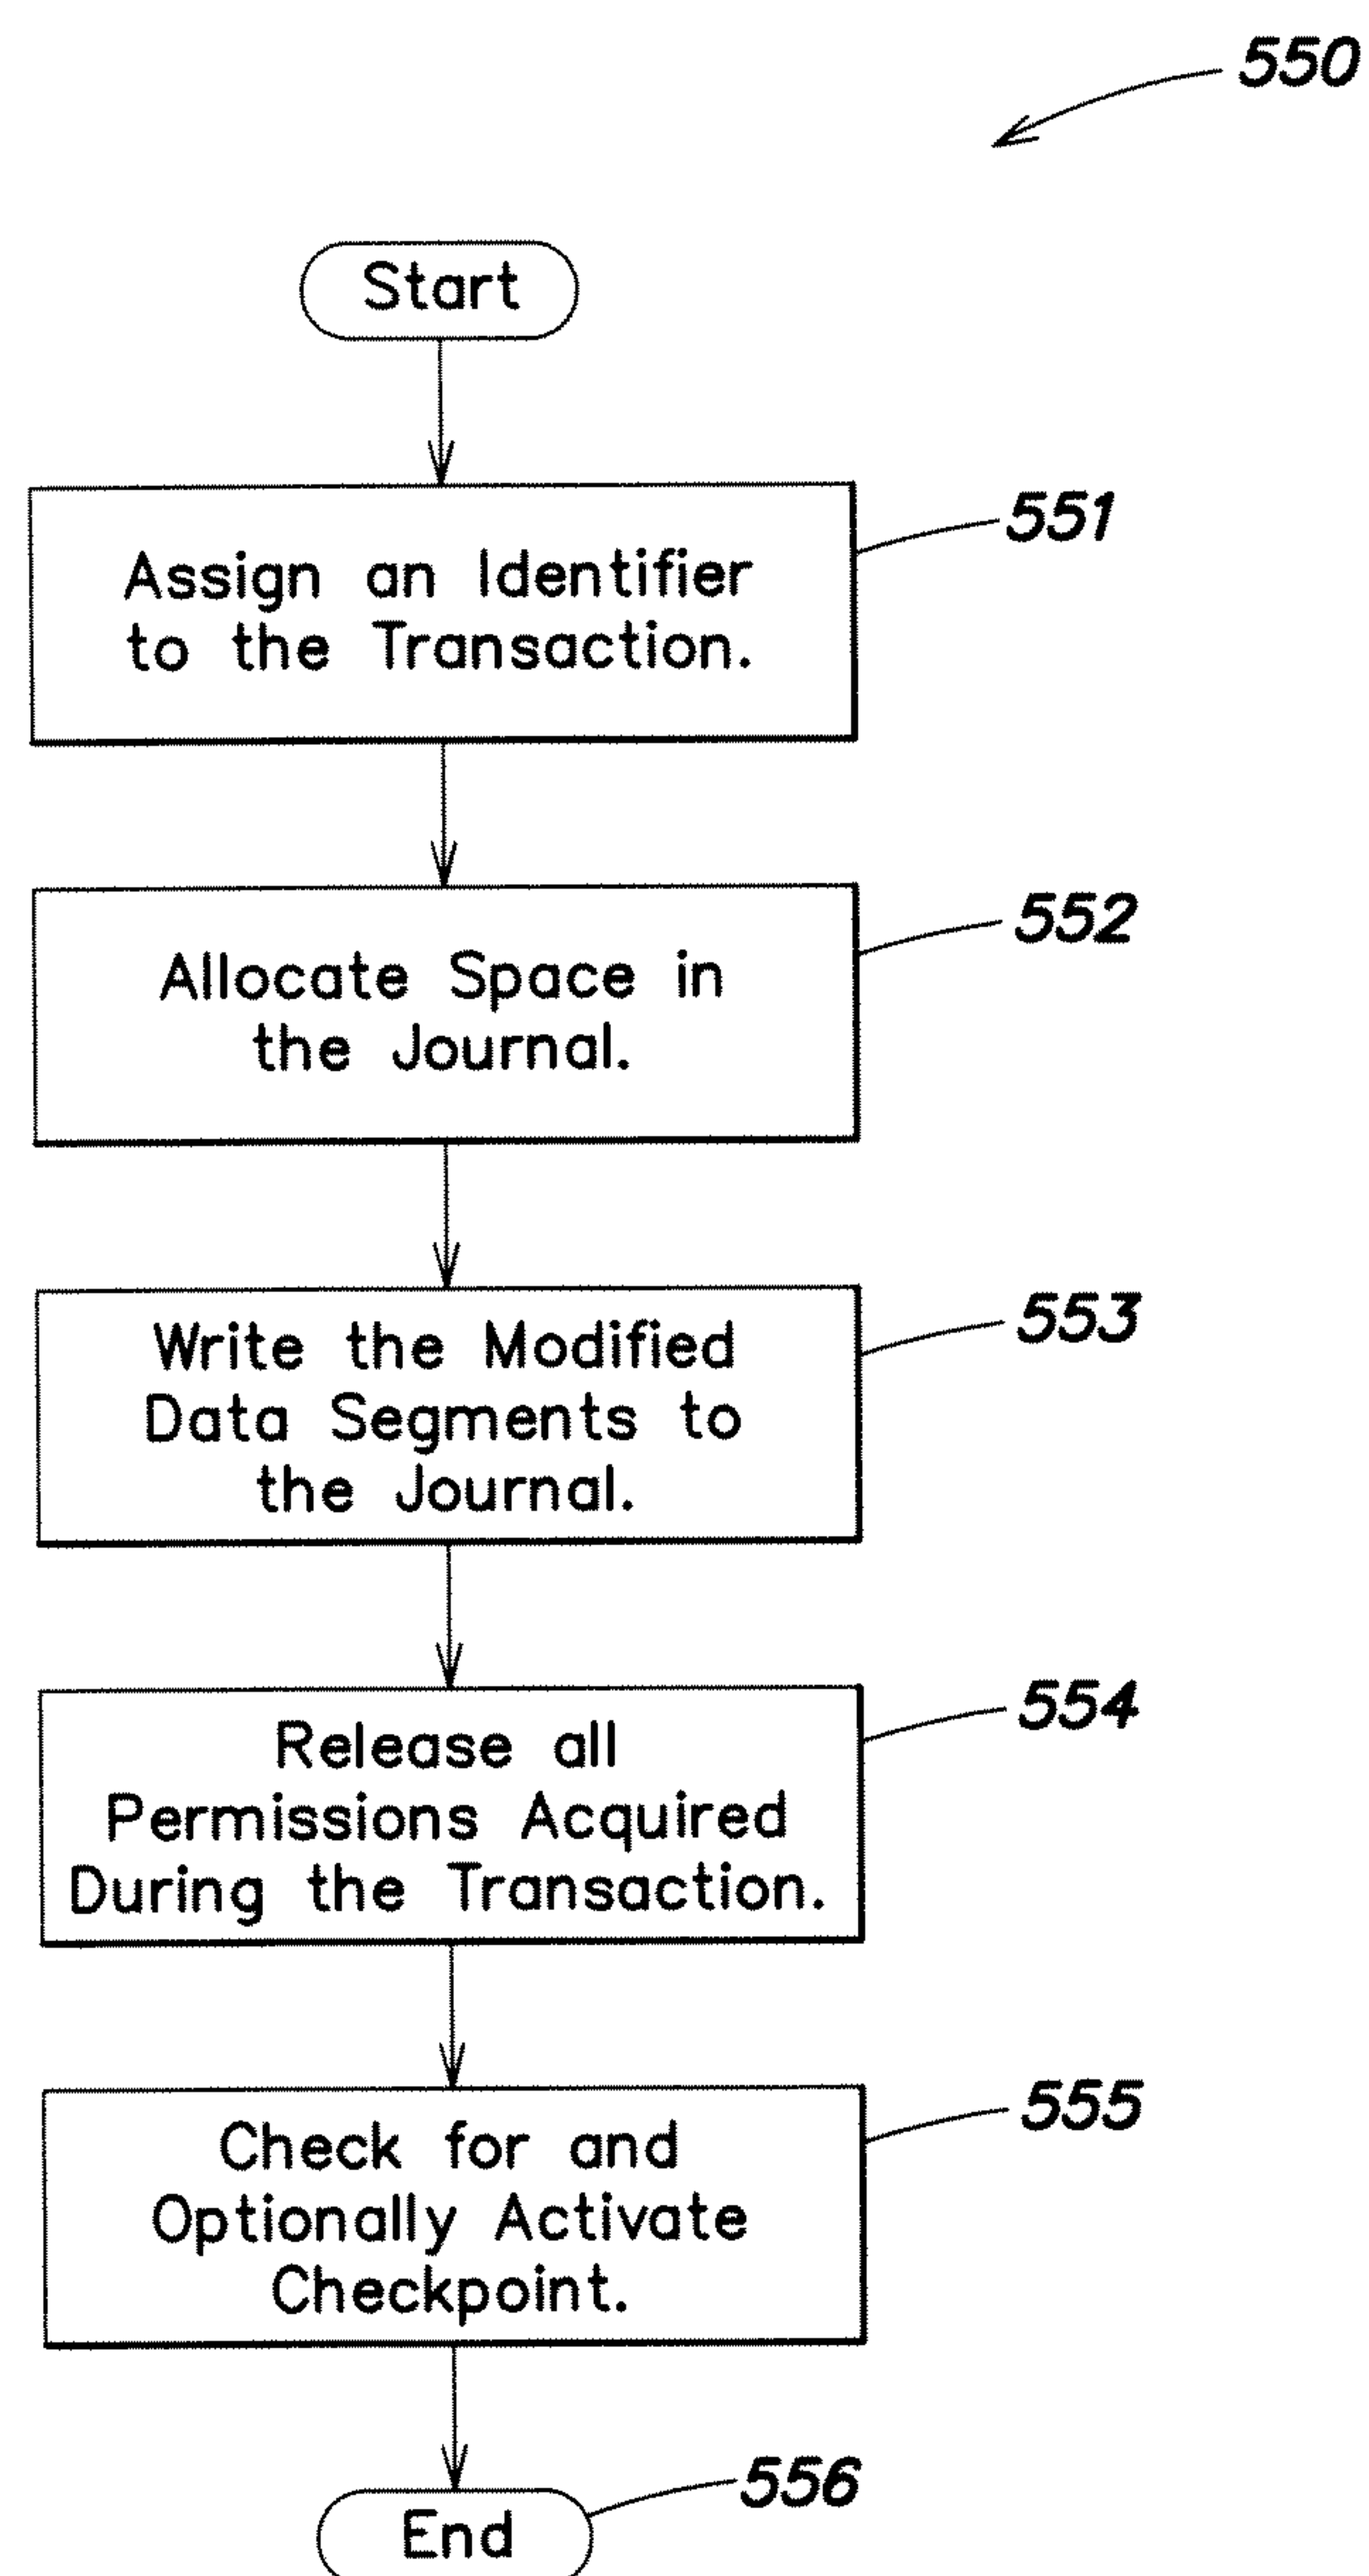 550
Start
551
Assign an Identifier
to the Transaction.
552
Allocate Space in
the Journal.
553
Write the Modified
Data Segments to
the Journal.
554
Release all
Permissions Acquired
During the Transaction.
555
Check for and
Optionally Activate
Checkpoint.
556
End